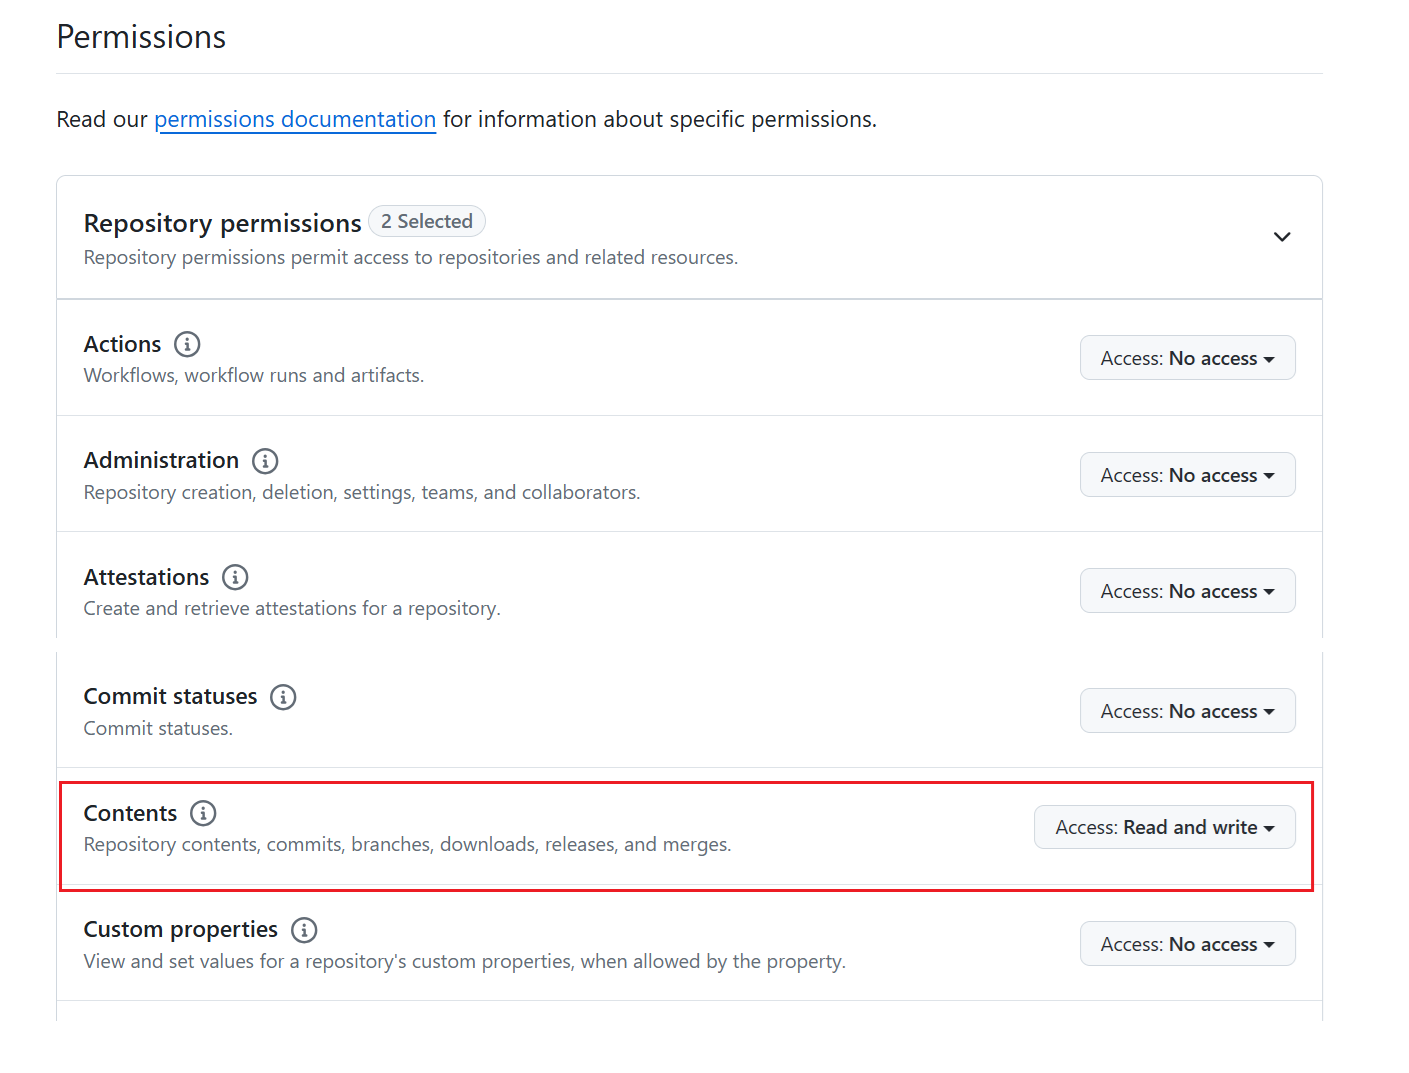 Permissions
Read our permissions documentation for information about specific permissions.
Repository permissions 2 Selected
Repository permissions permit access to repositories and related resources.
Actions
Access: No access
Workflows, workflow runs and artifacts.
Administration
Access: No access
Repository creation, deletion, settings, teams, and collaborators.
Attestations
Access: No access
Create and retrieve attestations for a repository.
Commit statuses
Access: No access
Commit statuses.
Contents
Access: Read and write
Repository contents, commits, branches, downloads, releases, and merges.
Custom properties
Access: No access
View and set values for a repository's custom properties, when allowed by the property.